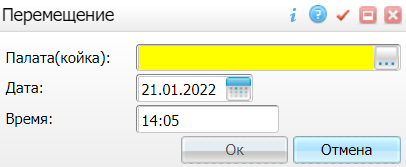 Перемещение
Палата(койка):
...
Дата: 21.01.2022
Время: 14:05
Ок Отмена